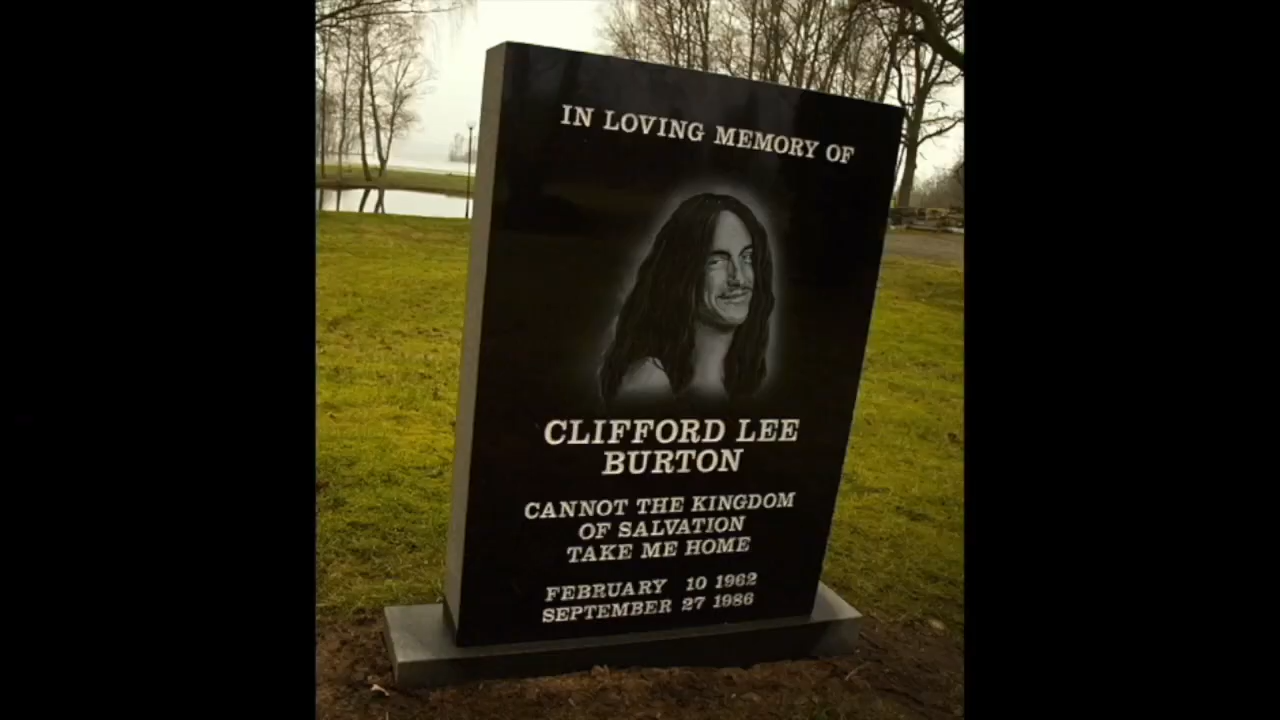 IN LOVING MEMORY OF
CLIFFORD LEE
BURTON
CANNOT THE KINGDOM
OF SALVATION
TAKE ME HOME
FEBRUARY 10 1962
SEPTEMBER 27 1986